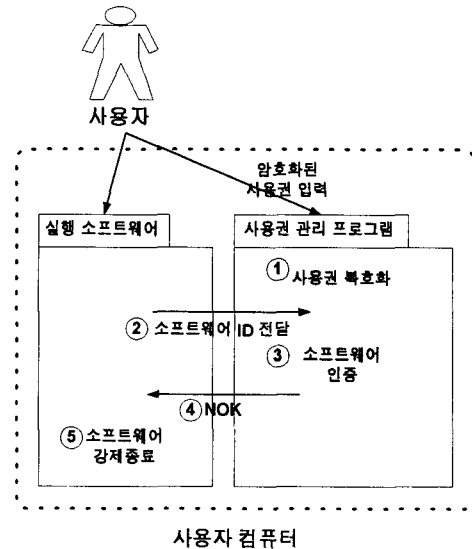 사용자
암호화된
사용권 입력
실행 소프트웨어
사용권 관리 프로그램
① 사용권 복호화
② 소프트웨어 ID 전달
③ 소프트웨어
인증
④ NOK
⑤ 소프트웨어
강제종료
사용자 컴퓨터